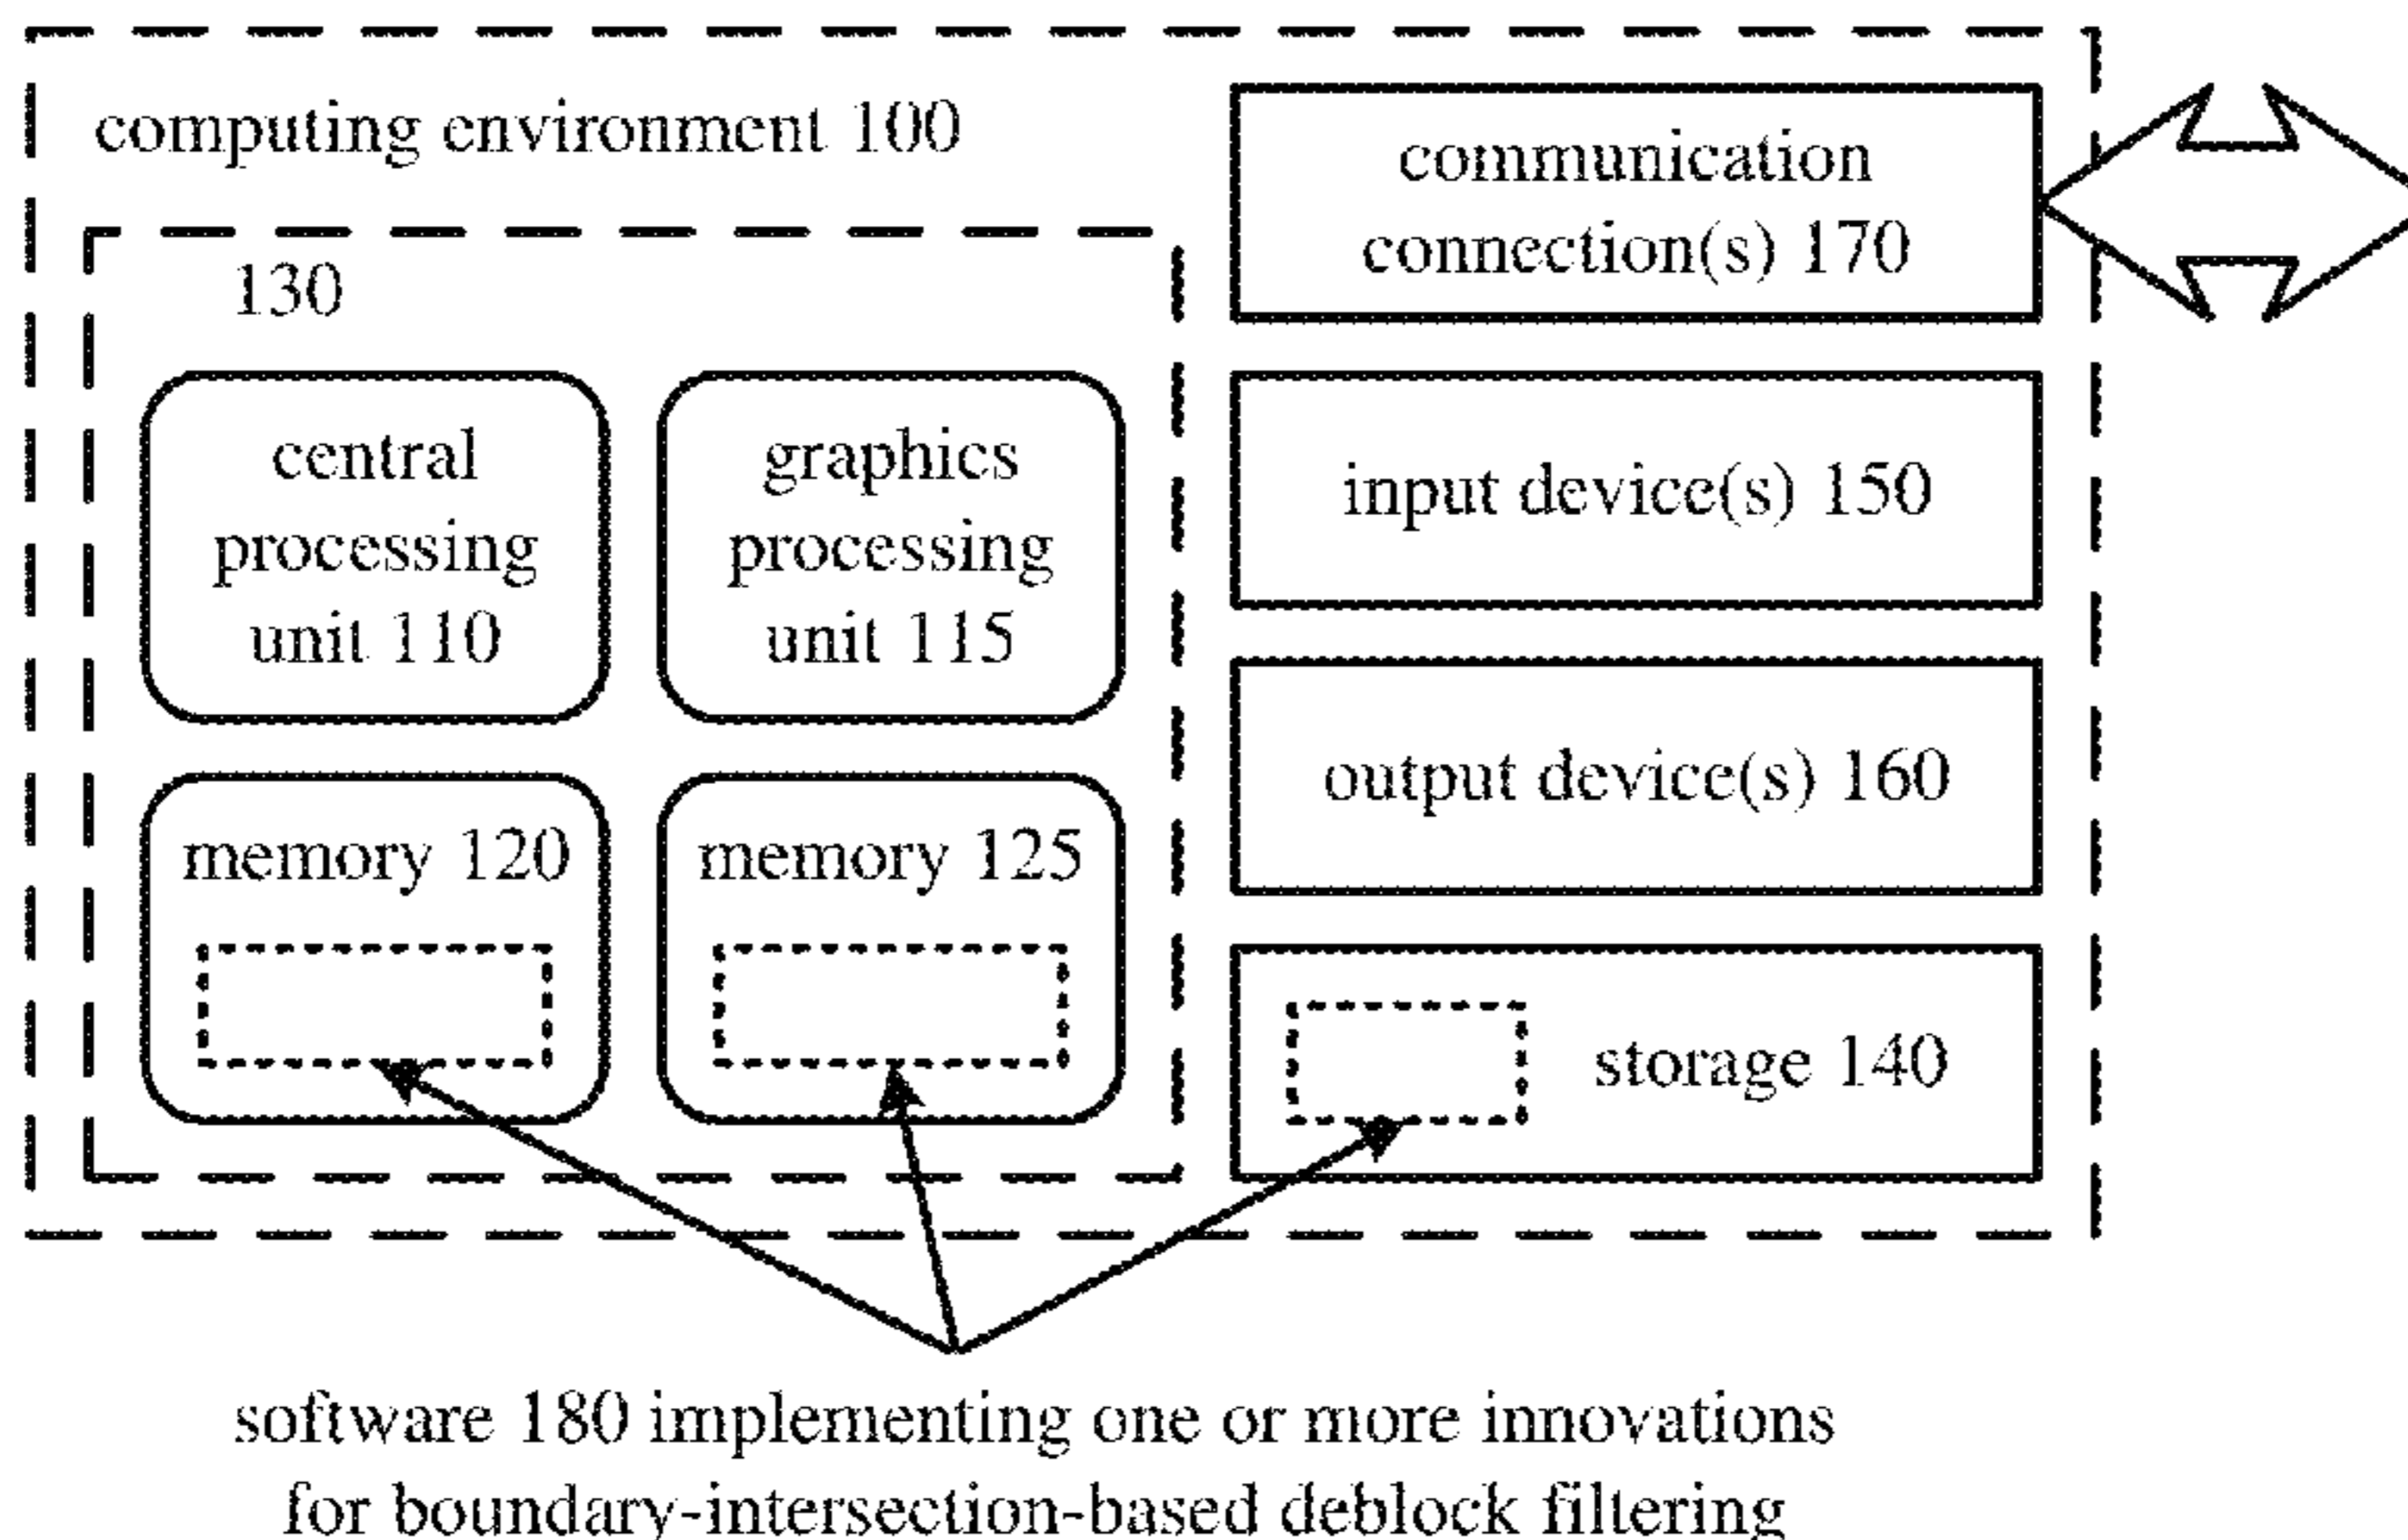 computing environment 100
communication
connection(s) 170
130
central
processing
unit 110
graphics
processing
unit 115
input device(s) 150
output device(s) 160
memory 120
memory 125
storage 140
software 180 implementing one or more innovations
for boundary-intersection-based deblock filtering